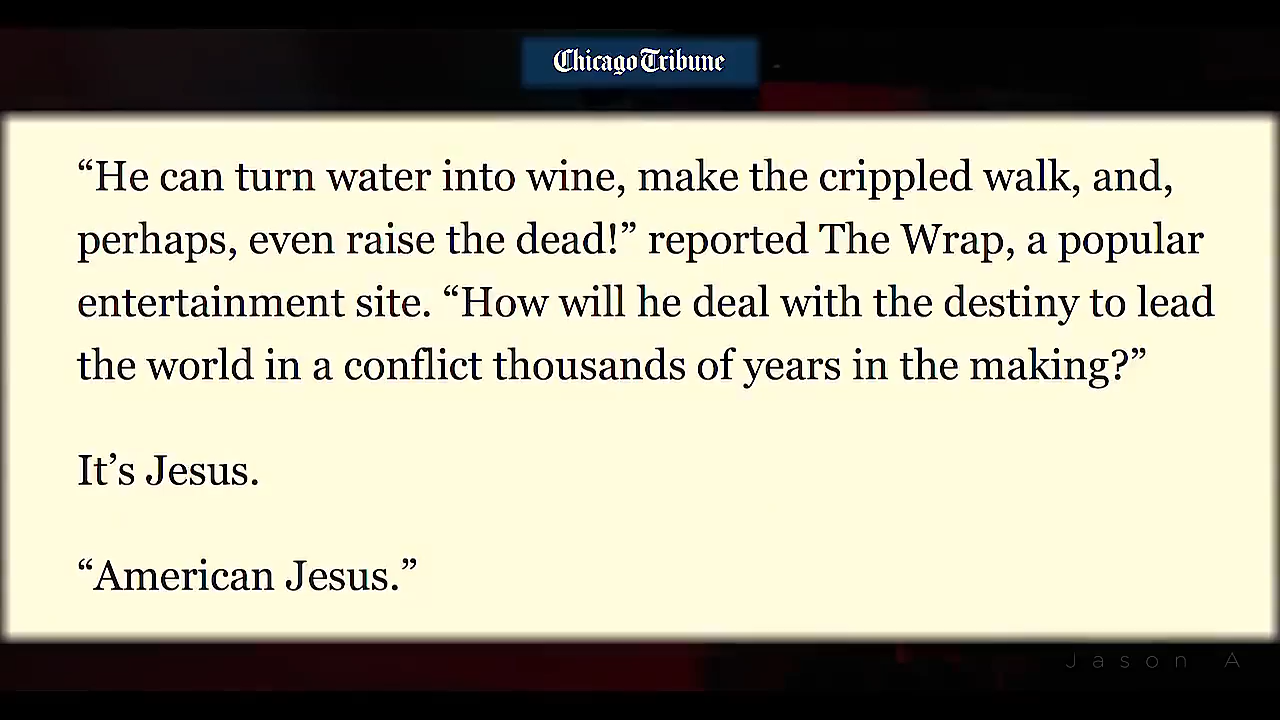 Chicago Tribune
“He can turn water into wine, make the crippled walk, and,
perhaps, even raise the dead!” reported The Wrap, a popular
entertainment site. “How will he deal with the destiny to lead
the world in a conflict thousands of years in the making?”
It’s Jesus.
“American Jesus.”
Jason A